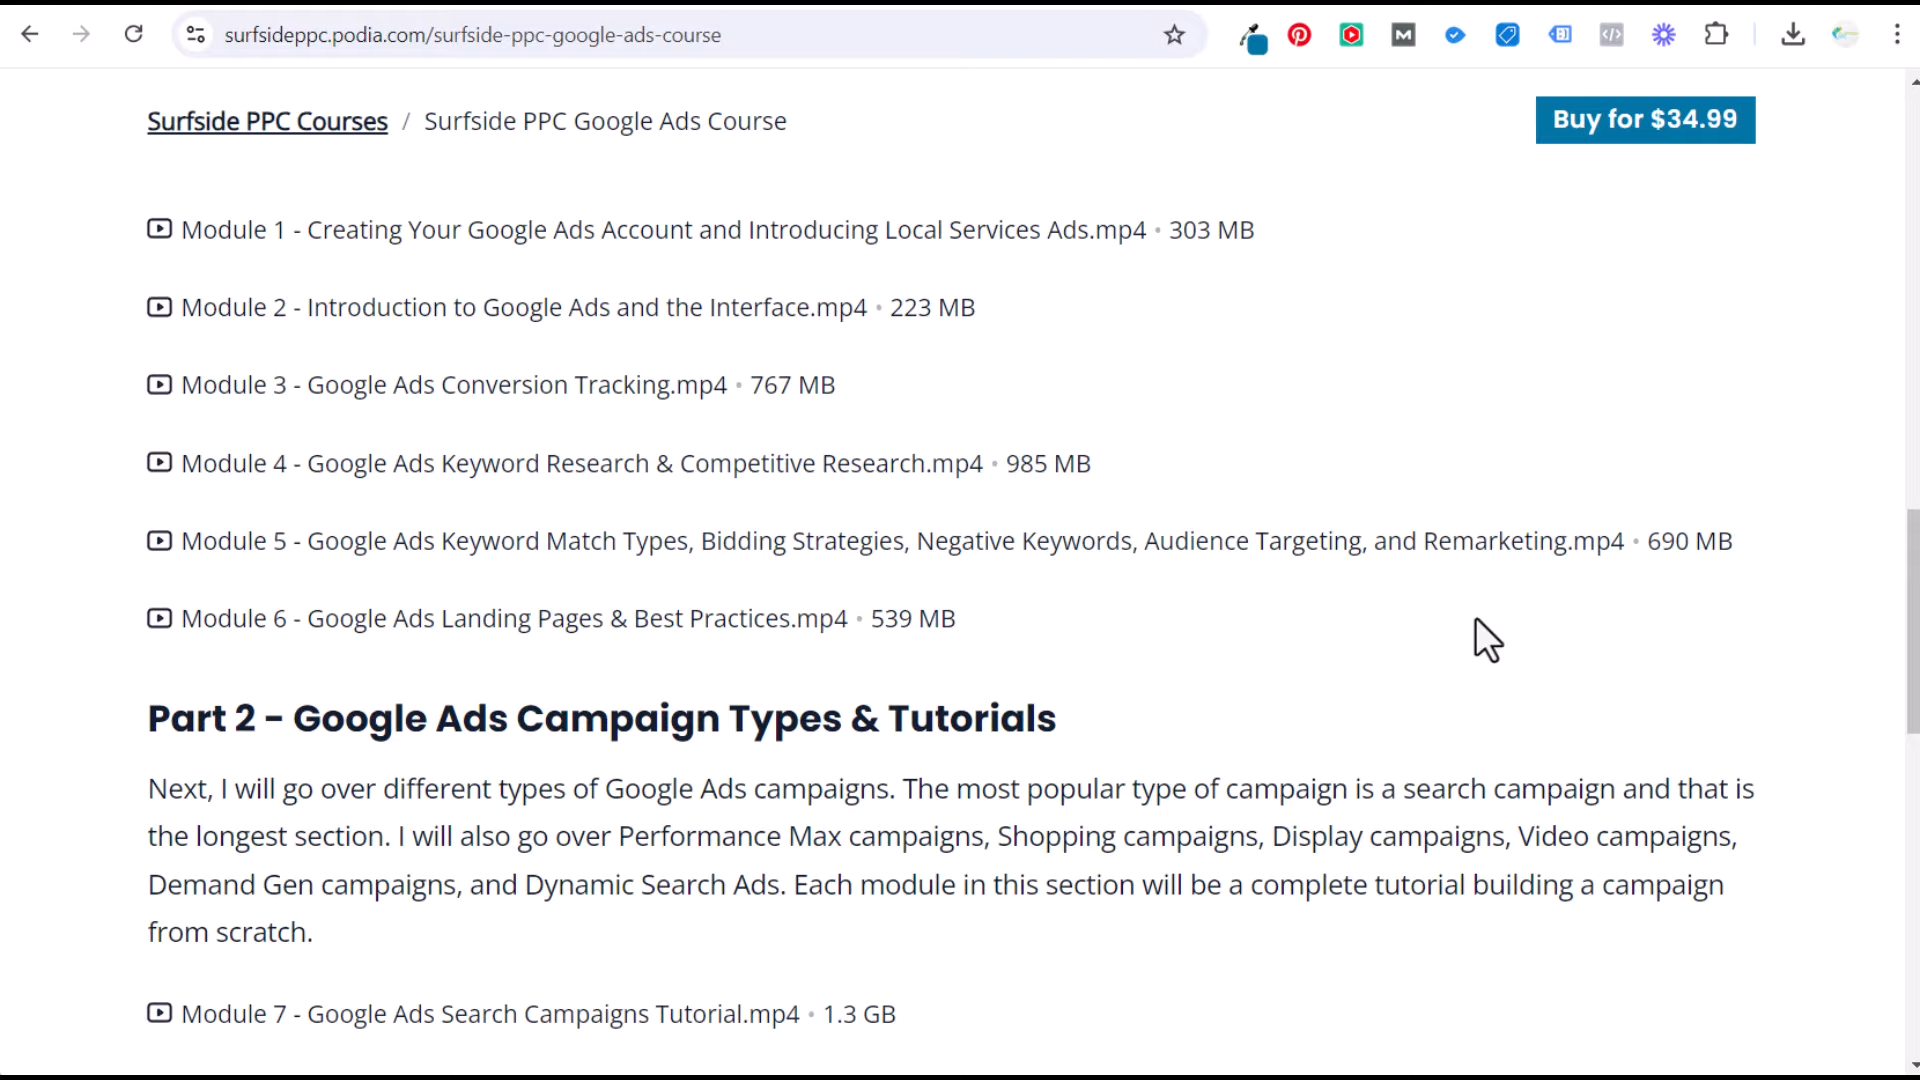 surfsideppc.podia.com/surfside-ppc-google-ads-course
Surfside PPC Courses / Surfside PPC Google Ads Course
Buy for $34.99
Module 1 - Creating Your Google Ads Account and Introducing Local Services Ads.mp4 • 303 MB
Module 2 - Introduction to Google Ads and the Interface.mp4 • 223 MB
Module 3 - Google Ads Conversion Tracking.mp4 • 767 MB
Module 4 - Google Ads Keyword Research & Competitive Research.mp4 • 985 MB
Module 5 - Google Ads Keyword Match Types, Bidding Strategies, Negative Keywords, Audience Targeting, and Remarketing.mp4 • 690 MB
Module 6 - Google Ads Landing Pages & Best Practices.mp4 • 539 MB
Part 2 - Google Ads Campaign Types & Tutorials
Next, I will go over different types of Google Ads campaigns. The most popular type of campaign is a search campaign and that is
the longest section. I will also go over Performance Max campaigns, Shopping campaigns, Display campaigns, Video campaigns,
Demand Gen campaigns, and Dynamic Search Ads. Each module in this section will be a complete tutorial building a campaign
from scratch.
Module 7 - Google Ads Search Campaigns Tutorial.mp4 • 1.3 GB